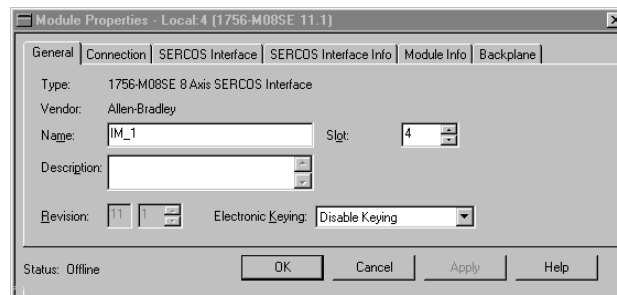 Module Properties - Local:4 (1756-M08SE 11.1)
General Connection SERCOS Interface SERCOS Interface Info Module Info Backplane
Type: 1756-M08SE 8 Axis SERCOS Interface
Vendor: Allen-Bradley
Name: IM_1 Slot: 4
Description:
Revision: 11 1 Electronic Keying: Disable Keying
Status: Offline OK Cancel Apply Help